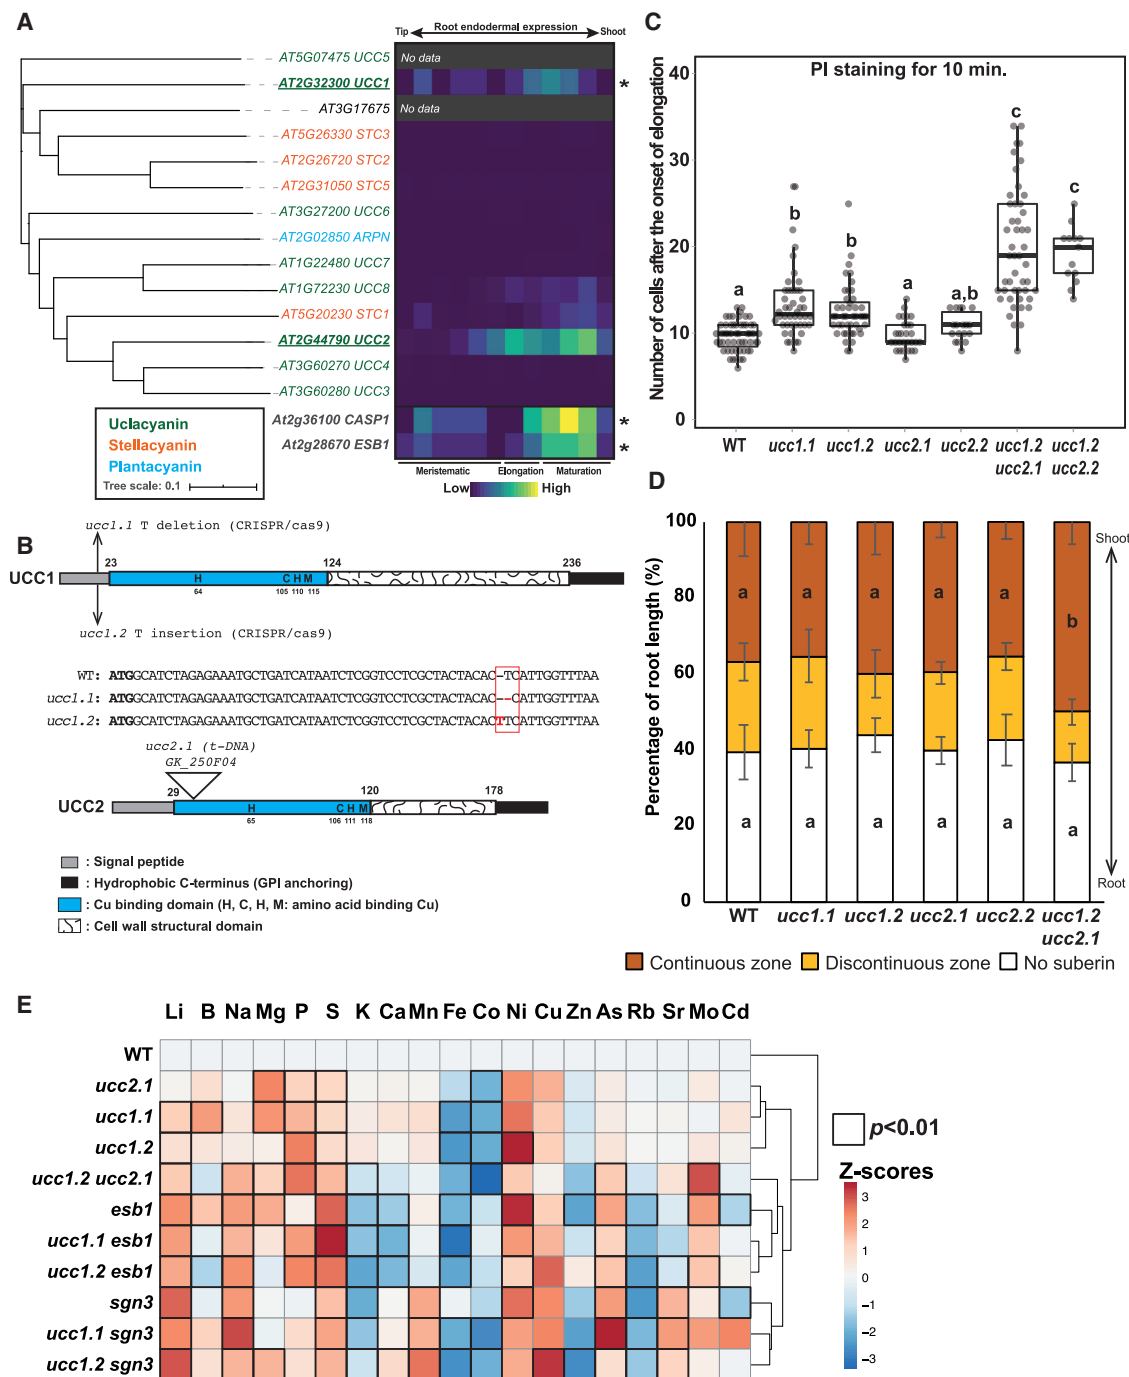 A
Tip Root endodermal expression Shoot
AT5G07475 UCC5 No data
AT2G32300 UCC1 *
AT3G17675 No data
AT5G26330 STC3
AT2G26720 STC2
AT2G31050 STC5
AT3G27200 UCC6
AT2G02850 ARPN
AT1G22480 UCC7
AT1G72230 UCC8
AT5G20230 STC1
AT2G44790 UCC2
AT3G60270 UCC4
AT3G60280 UCC3
At2g36100 CASP1 *
At2g28670 ESB1 *
Meristematic Elongation Maturation
Low High
Uclacyanin
Stellacyanin
Plantacyanin
Tree scale: 0.1
B
ucc1.1 T deletion (CRISPR/cas9)
23 124 236
UCC1
H C H M
64 105 110 115
ucc1.2 T insertion (CRISPR/cas9)
WT: ATGGCATCTAGAGAAATGCTGATCATAATCTCGGTCCTCGCTACTACAC–TCATTGGTTTAA
ucc1.1: ATGGCATCTAGAGAAATGCTGATCATAATCTCGGTCCTCGCTACTACAC––CATTGGTTTAA
ucc1.2: ATGGCATCTAGAGAAATGCTGATCATAATCTCGGTCCTCGCTACTACACTTCATTGGTTTAA
ucc2.1 (t-DNA)
GK_250F04
29 120 178
UCC2
H C H M
65 106 111 118
: Signal peptide
: Hydrophobic C-terminus (GPI anchoring)
: Cu binding domain (H, C, H, M: amino acid binding Cu)
: Cell wall structural domain
C
PI staining for 10 min.
Number of cells after the onset of elongation
40
30
20
10
0
a b b a a,b c c
WT ucc1.1 ucc1.2 ucc2.1 ucc2.2 ucc1.2 ucc1.2
ucc2.1 ucc2.2
D
Percentage of root length (%)
100
80
60
40
20
0
a a a a a b
a a a a a a
Shoot
Root
WT ucc1.1 ucc1.2 ucc2.1 ucc2.2 ucc1.2
ucc2.1
Continuous zone Discontinuous zone No suberin
E
Li B Na Mg P S K Ca Mn Fe Co Ni Cu Zn As Rb Sr Mo Cd
WT
ucc2.1
ucc1.1
ucc1.2
ucc1.2 ucc2.1
esb1
ucc1.1 esb1
ucc1.2 esb1
sgn3
ucc1.1 sgn3
ucc1.2 sgn3
p<0.01
Z-scores
3
2
1
0
−1
−2
−3